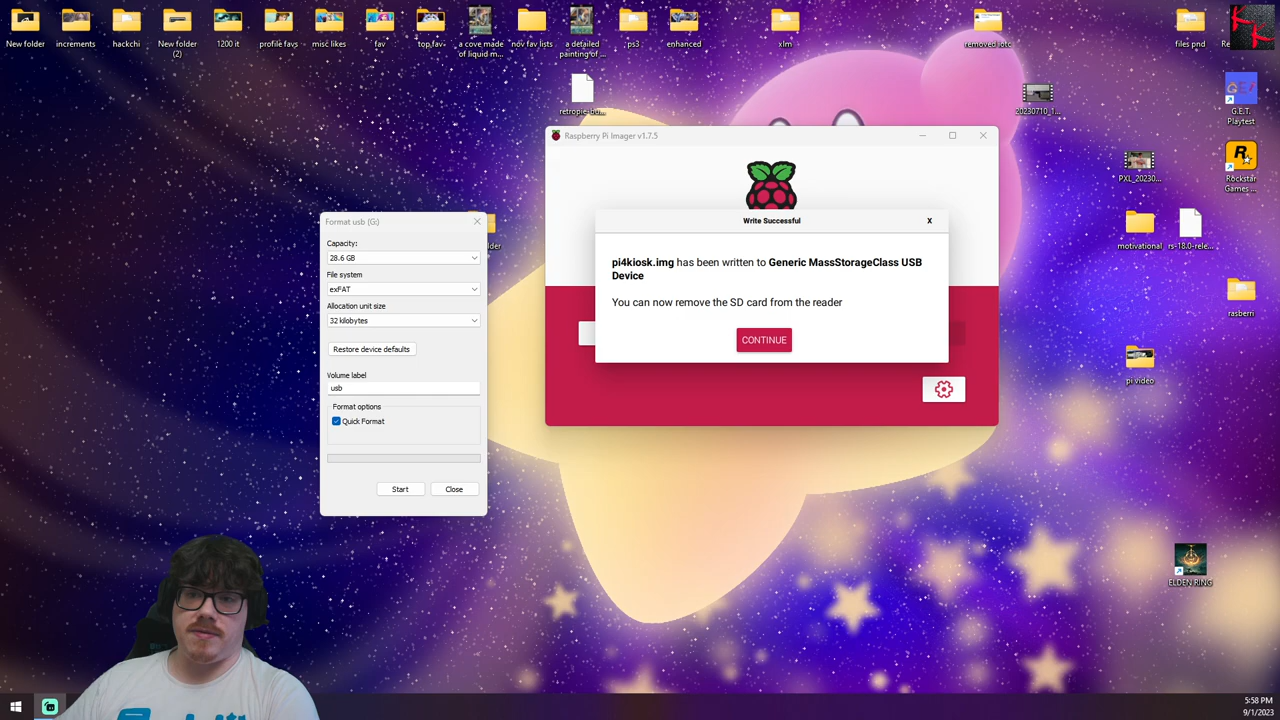 New folder
increments
hackchi
New folder
(2)
1200 it
profile favs
misc likes
fav
top fav
a cove made
of liquid m...
nov fav lists
a detailed
painting of ...
ps3
enhanced
xlm
removed lotc
files pnd
retropie-bu...
20230710_1...
G.E.T.
Playtest
PXL_20230...
Rockstar
Games ...
motivational
rs-18.0-rele...
rasberri
pi video
ELDEN RING
Raspberry Pi Imager v1.7.5
Write Successful
X
pi4kiosk.img has been written to Generic MassStorageClass USB
Device
You can now remove the SD card from the reader
CONTINUE
Format usb (G:)
Capacity:
28.6 GB
File system
exFAT
Allocation unit size
32 kilobytes
Restore device defaults
Volume label
usb
Format options
Quick Format
Start
Close
5:58 PM
9/1/2023